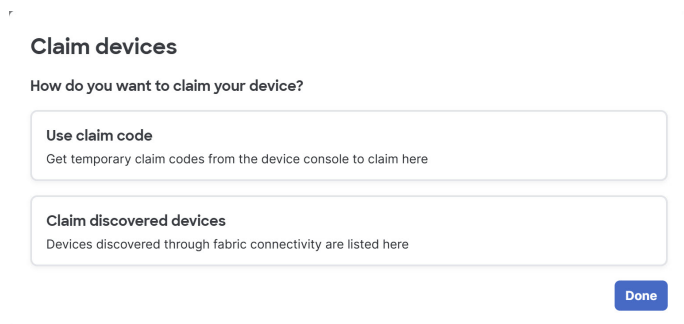 Claim devices
How do you want to claim your device?
Use claim code
Get temporary claim codes from the device console to claim here
Claim discovered devices
Devices discovered through fabric connectivity are listed here
Done